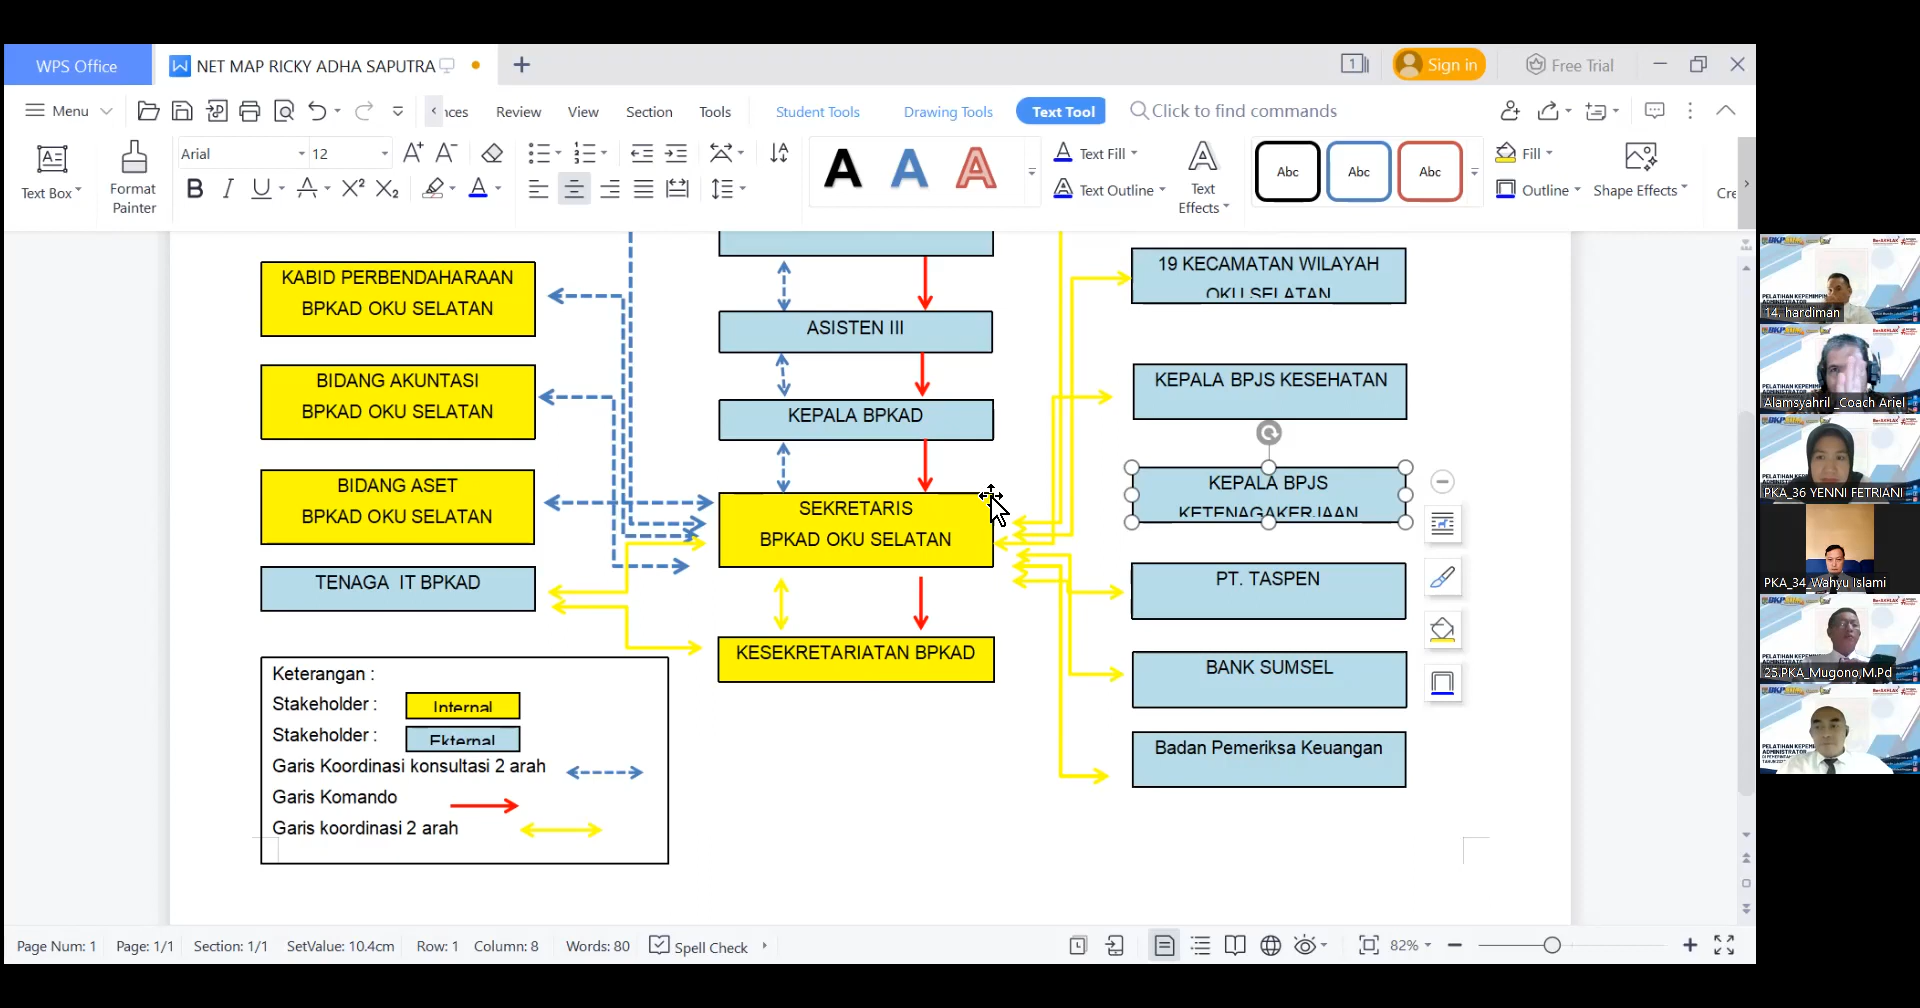 WPS Office
NET MAP RICKY ADHA SAPUTRA
Sign in
Free Trial
Menu
nces
Review
View
Section
Tools
Student Tools
Drawing Tools
Text Tool
Click to find commands
Text Box
Format
Painter
Arial
12
Text Fill
Text Outline
Text
Effects
Abc
Abc
Abc
Fill
Outline
Shape Effects
Cre
KABID PERBENDAHARAAN
BPKAD OKU SELATAN
BIDANG AKUNTASI
BPKAD OKU SELATAN
BIDANG ASET
BPKAD OKU SELATAN
TENAGA IT BPKAD
ASISTEN III
KEPALA BPKAD
SEKRETARIS
BPKAD OKU SELATAN
KESEKRETARIATAN BPKAD
19 KECAMATAN WILAYAH
OKU SELATAN
KEPALA BPJS KESEHATAN
KEPALA BPJS
KETENAGAKERJAAN
PT. TASPEN
BANK SUMSEL
Badan Pemeriksa Keuangan
Keterangan :
Stakeholder : Internal
Stakeholder : Ekternal
Garis Koordinasi konsultasi 2 arah
Garis Komando
Garis koordinasi 2 arah
14. hardiman
Alamsyahril _Coach Ariel
PKA_36 YENNI FETRIANI
PKA_34_Wahyu Islami
25.PKA_Mugono,M.Pd
Page Num: 1
Page: 1/1
Section: 1/1
SetValue: 10.4cm
Row: 1
Column: 8
Words: 80
Spell Check
82%